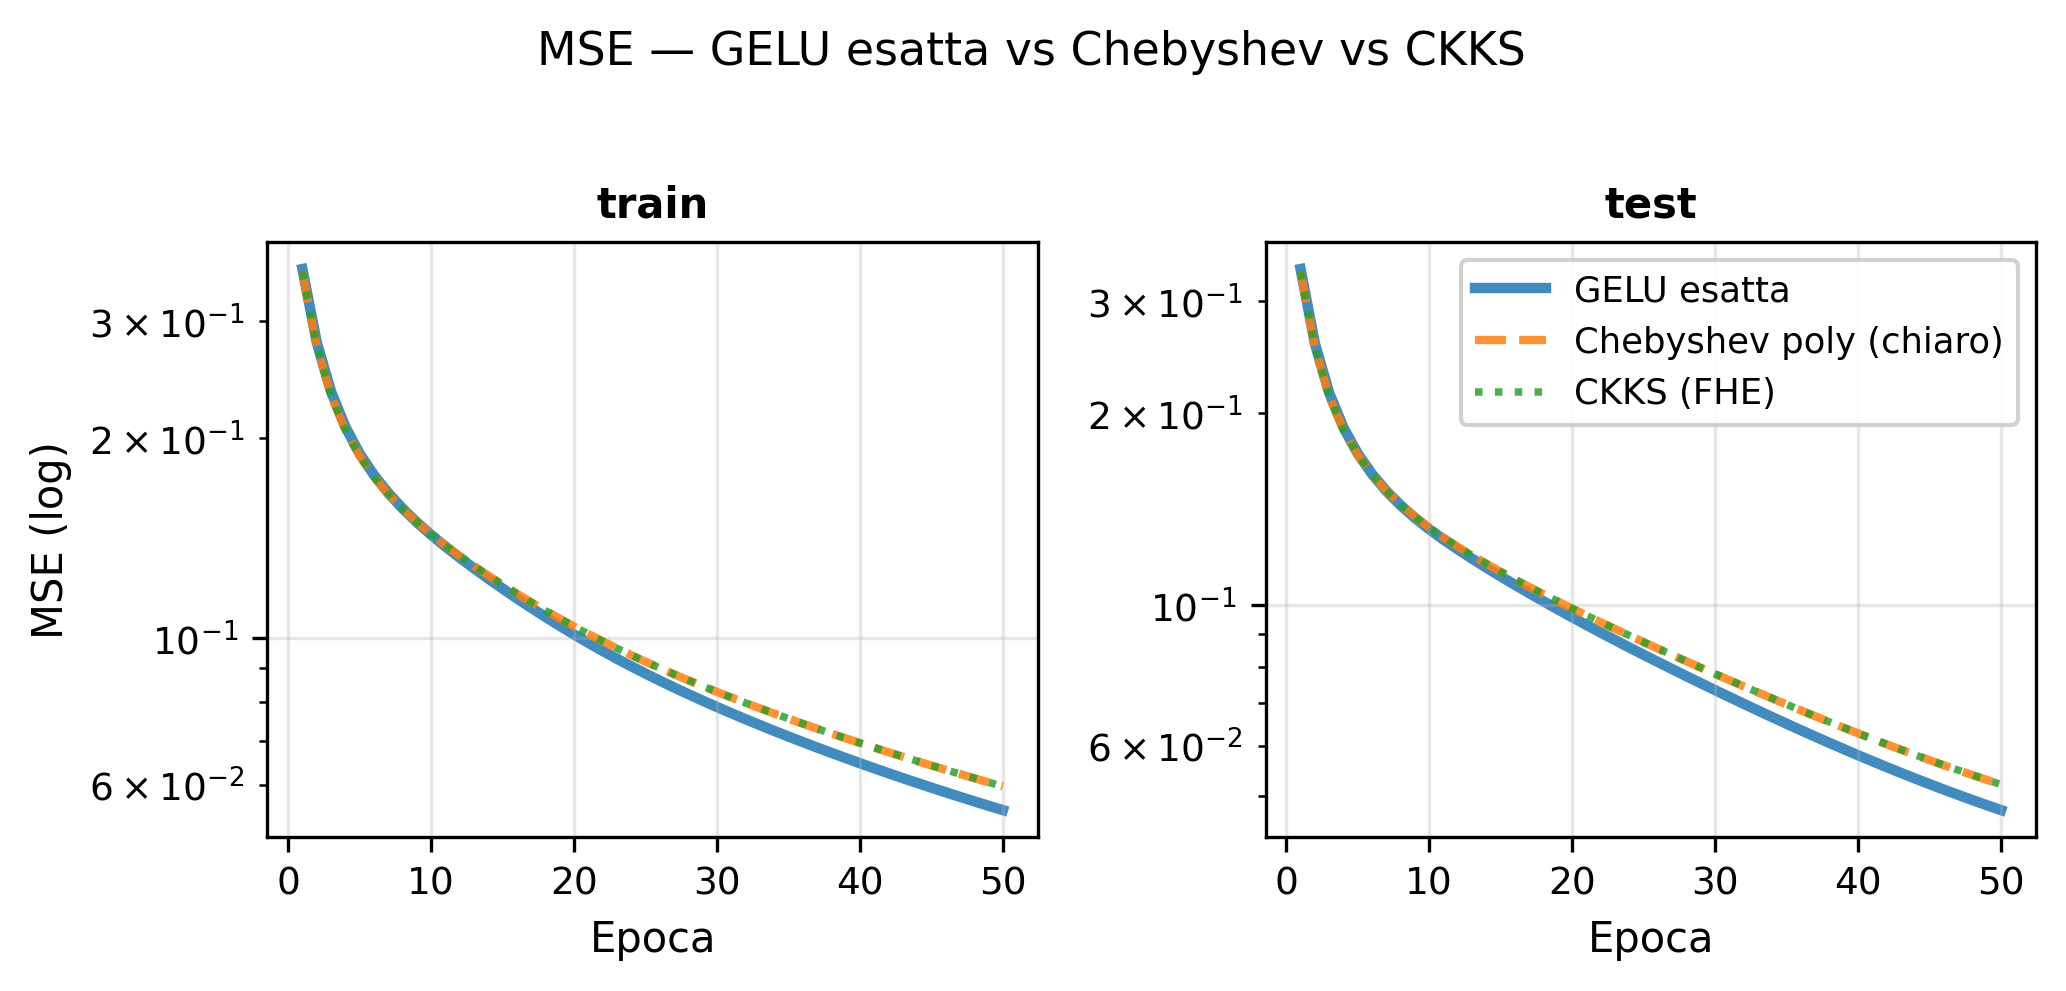 MSE — GELU esatta vs Chebyshev vs CKKS
train
MSE (log)
3 × 10⁻¹
2 × 10⁻¹
10⁻¹
6 × 10⁻²
0 10 20 30 40 50
Epoca
test
GELU esatta
Chebyshev poly (chiaro)
CKKS (FHE)
3 × 10⁻¹
2 × 10⁻¹
10⁻¹
6 × 10⁻²
0 10 20 30 40 50
Epoca